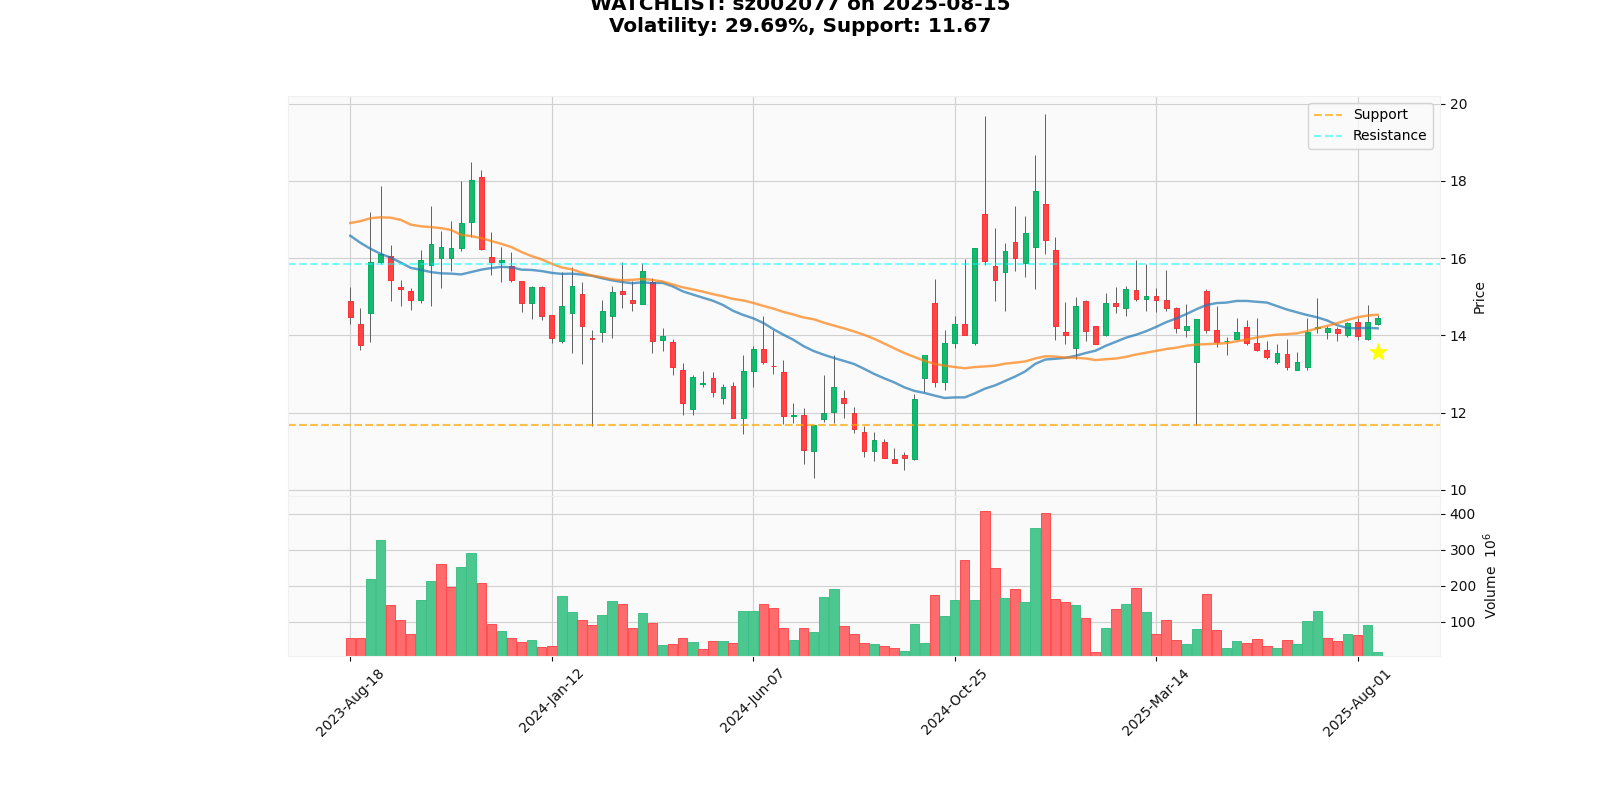 WATCHLIST: sz002077 on 2025-08-15
Volatility: 29.69%, Support: 11.67
Support
Resistance
20
18
16
14
12
10
Price
400
300
200
100
Volume 10^6
2023-Aug-18
2024-Jan-12
2024-Jun-07
2024-Oct-25
2025-Mar-14
2025-Aug-01